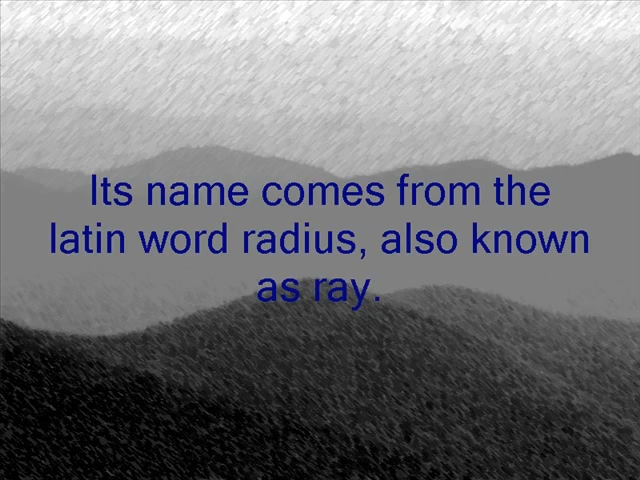 Its name comes from the
latin word radius, also known
as ray.